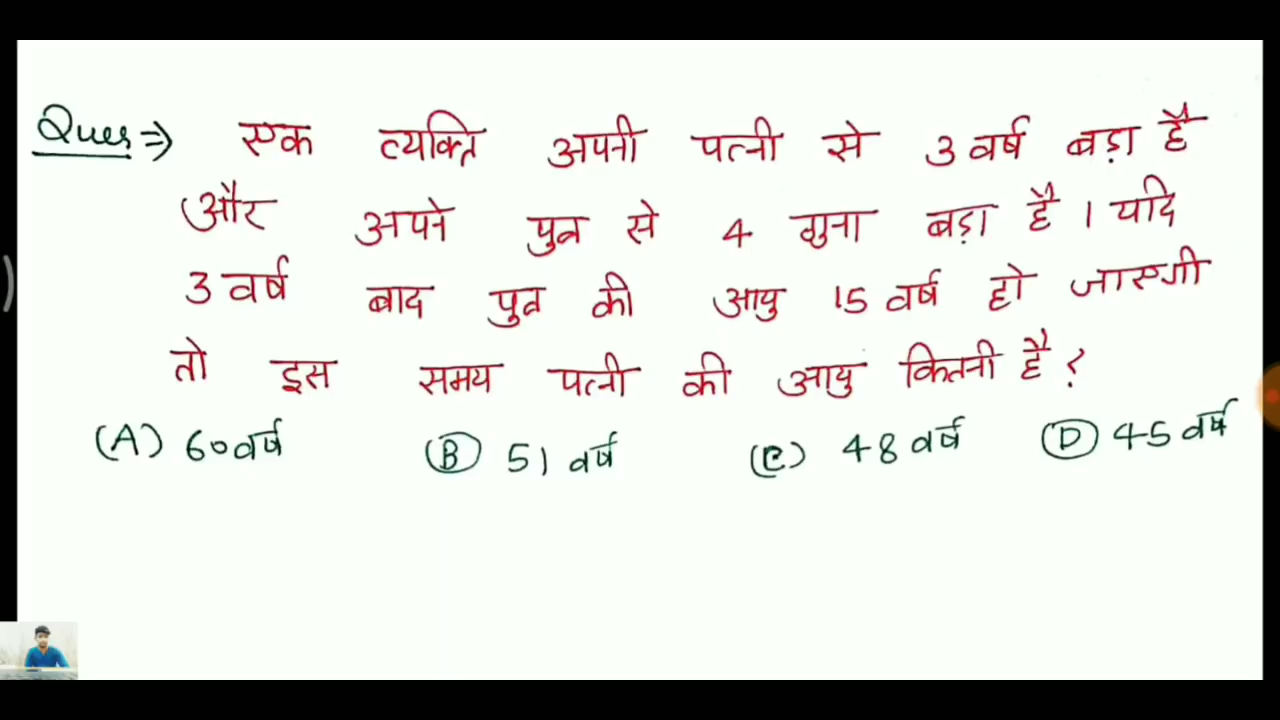 Ques⇒ एक व्यक्ति अपनी पत्नी से 3 वर्ष बड़ा है
और अपने पुत्र से 4 गुना बड़ा है । यदि
3 वर्ष बाद पुत्र की आयु 15 वर्ष हो जाएगी
तो इस समय पत्नी की आयु कितनी है ?
(A) 60 वर्ष (B) 51 वर्ष (C) 48 वर्ष (D) 45 वर्ष